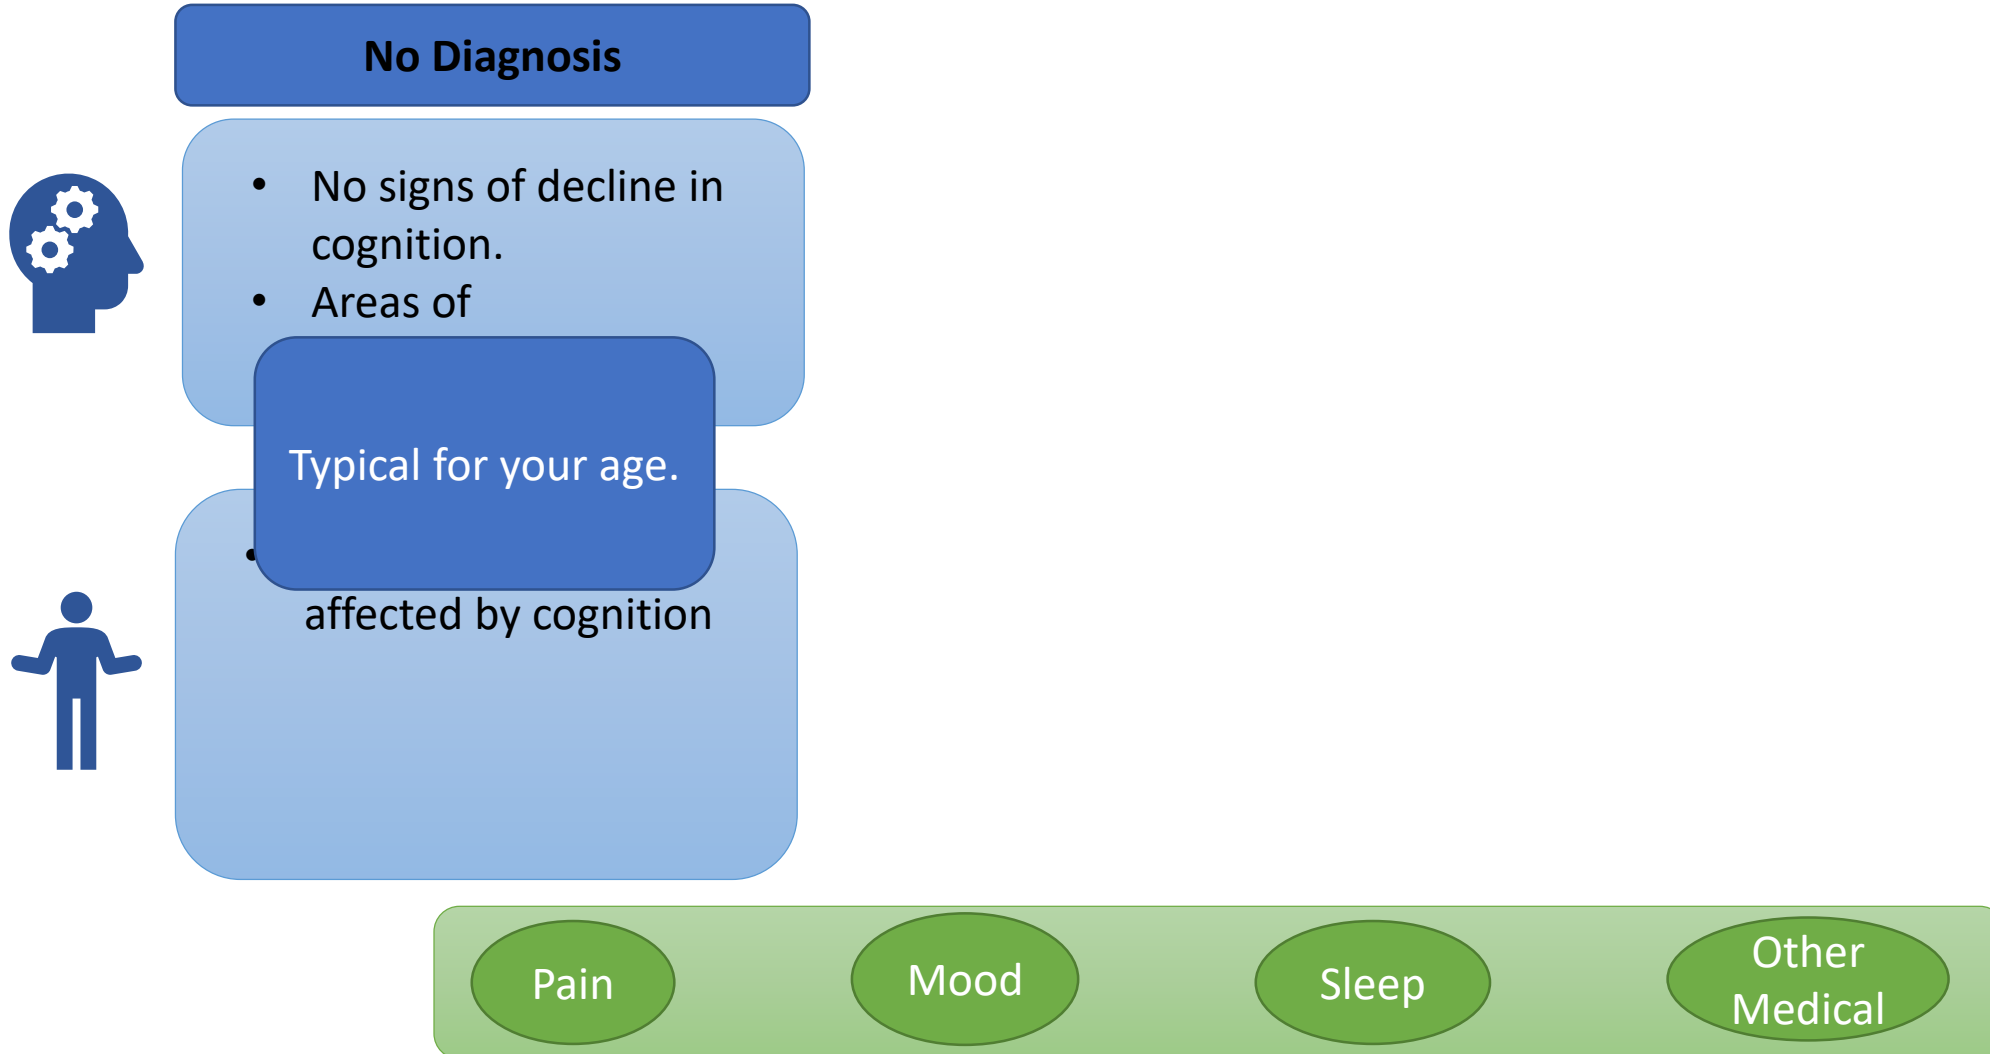 No Diagnosis
• No signs of decline in
cognition.
• Areas of
Typical for your age.
•
affected by cognition
Pain
Mood
Sleep
Other
Medical